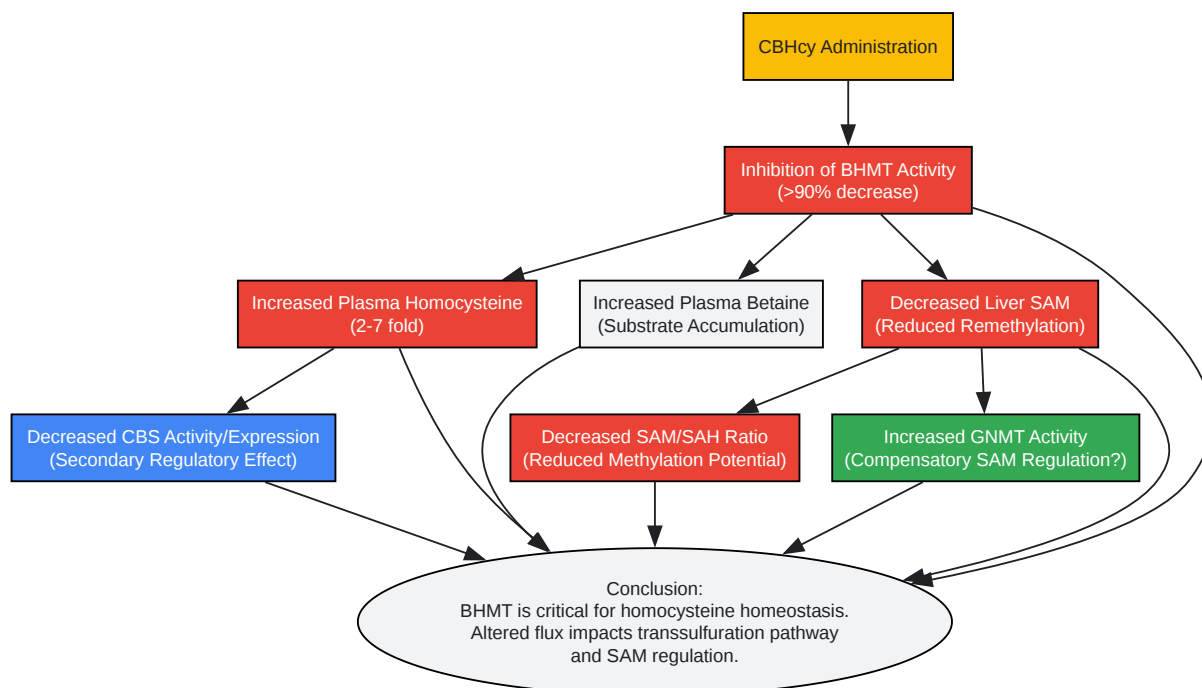 CBHcy Administration
Inhibition of BHMT Activity
(>90% decrease)
Increased Plasma Homocysteine
(2-7 fold)
Increased Plasma Betaine
(Substrate Accumulation)
Decreased Liver SAM
(Reduced Remethylation)
Decreased CBS Activity/Expression
(Secondary Regulatory Effect)
Decreased SAM/SAH Ratio
(Reduced Methylation Potential)
Increased GNMT Activity
(Compensatory SAM Regulation?)
Conclusion:
BHMT is critical for homocysteine homeostasis.
Altered flux impacts transsulfuration pathway
and SAM regulation.